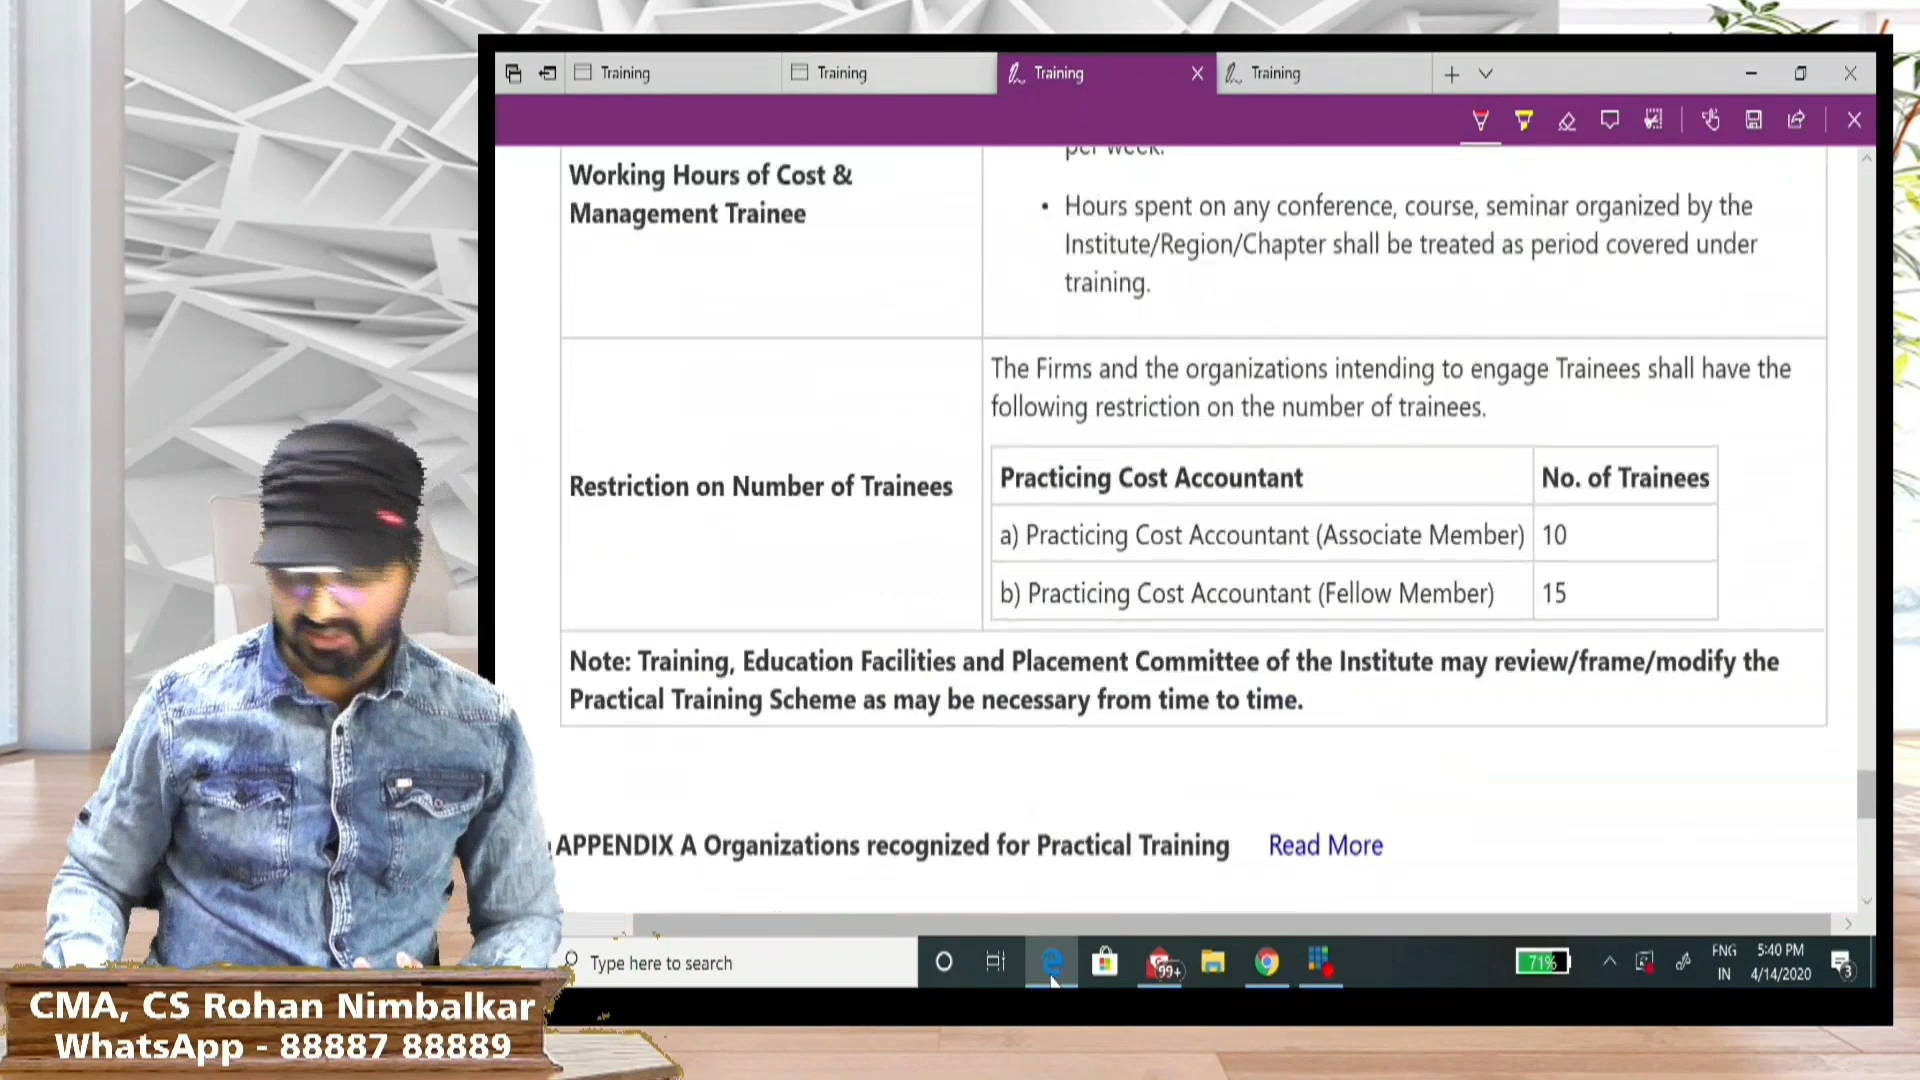 Training
Training
Training
Training
per week.
Working Hours of Cost &
Management Trainee
• Hours spent on any conference, course, seminar organized by the
Institute/Region/Chapter shall be treated as period covered under
training.
The Firms and the organizations intending to engage Trainees shall have the
following restriction on the number of trainees.
Restriction on Number of Trainees
Practicing Cost Accountant No. of Trainees
a) Practicing Cost Accountant (Associate Member) 10
b) Practicing Cost Accountant (Fellow Member) 15
Note: Training, Education Facilities and Placement Committee of the Institute may review/frame/modify the
Practical Training Scheme as may be necessary from time to time.
APPENDIX A Organizations recognized for Practical Training Read More
Type here to search
99+
71%
ENG
IN
5:40 PM
4/14/2020
3
CMA, CS Rohan Nimbalkar
WhatsApp - 88887 88889